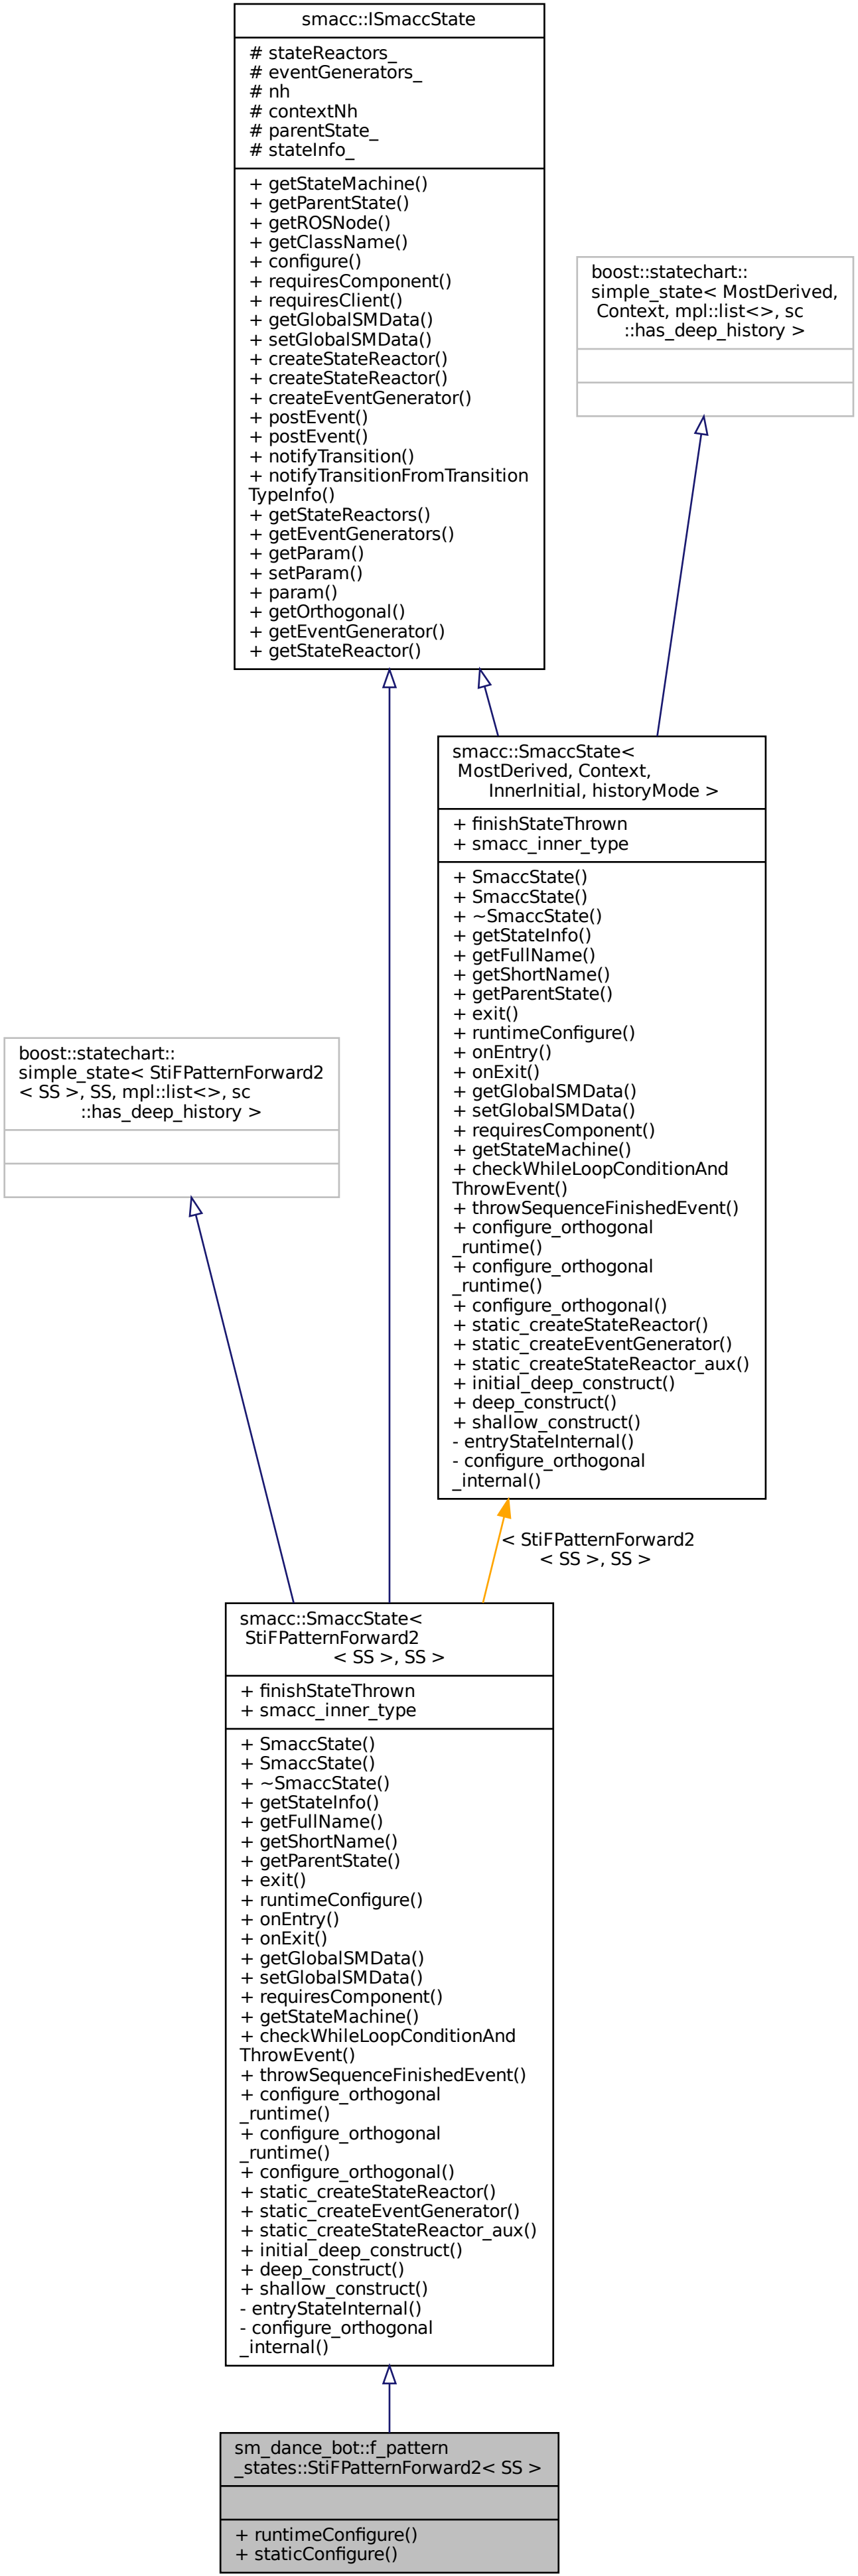 smacc::ISmaccState
# stateReactors_
# eventGenerators_
# nh
# contextNh
# parentState_
# stateInfo_
+ getStateMachine()
+ getParentState()
+ getROSNode()
+ getClassName()
+ configure()
+ requiresComponent()
+ requiresClient()
+ getGlobalSMData()
+ setGlobalSMData()
+ createStateReactor()
+ createStateReactor()
+ createEventGenerator()
+ postEvent()
+ postEvent()
+ notifyTransition()
+ notifyTransitionFromTransition
TypeInfo()
+ getStateReactors()
+ getEventGenerators()
+ getParam()
+ setParam()
+ param()
+ getOrthogonal()
+ getEventGenerator()
+ getStateReactor()
boost::statechart::
simple_state< MostDerived,
Context, mpl::list<>, sc
::has_deep_history >
smacc::SmaccState<
MostDerived, Context,
InnerInitial, historyMode >
+ finishStateThrown
+ smacc_inner_type
+ SmaccState()
+ SmaccState()
+ ~SmaccState()
+ getStateInfo()
+ getFullName()
+ getShortName()
+ getParentState()
+ exit()
+ runtimeConfigure()
+ onEntry()
+ onExit()
+ getGlobalSMData()
+ setGlobalSMData()
+ requiresComponent()
+ getStateMachine()
+ checkWhileLoopConditionAnd
ThrowEvent()
+ throwSequenceFinishedEvent()
+ configure_orthogonal
_runtime()
+ configure_orthogonal
_runtime()
+ configure_orthogonal()
+ static_createStateReactor()
+ static_createEventGenerator()
+ static_createStateReactor_aux()
+ initial_deep_construct()
+ deep_construct()
+ shallow_construct()
- entryStateInternal()
- configure_orthogonal
_internal()
boost::statechart::
simple_state< StiFPatternForward2
< SS >, SS, mpl::list<>, sc
::has_deep_history >
< StiFPatternForward2
< SS >, SS >
smacc::SmaccState<
StiFPatternForward2
< SS >, SS >
+ finishStateThrown
+ smacc_inner_type
+ SmaccState()
+ SmaccState()
+ ~SmaccState()
+ getStateInfo()
+ getFullName()
+ getShortName()
+ getParentState()
+ exit()
+ runtimeConfigure()
+ onEntry()
+ onExit()
+ getGlobalSMData()
+ setGlobalSMData()
+ requiresComponent()
+ getStateMachine()
+ checkWhileLoopConditionAnd
ThrowEvent()
+ throwSequenceFinishedEvent()
+ configure_orthogonal
_runtime()
+ configure_orthogonal
_runtime()
+ configure_orthogonal()
+ static_createStateReactor()
+ static_createEventGenerator()
+ static_createStateReactor_aux()
+ initial_deep_construct()
+ deep_construct()
+ shallow_construct()
- entryStateInternal()
- configure_orthogonal
_internal()
sm_dance_bot::f_pattern
_states::StiFPatternForward2< SS >
+ runtimeConfigure()
+ staticConfigure()